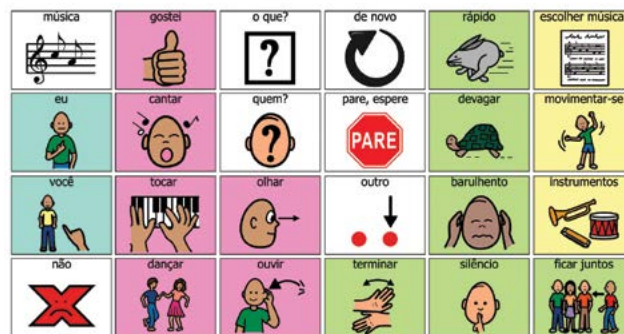 música gostei o que? de novo rápido escolher música
eu cantar quem? pare, espere devagar movimentar-se
PARE
você tocar olhar outro barulhento instrumentos
não dançar ouvir terminar silêncio ficar juntos